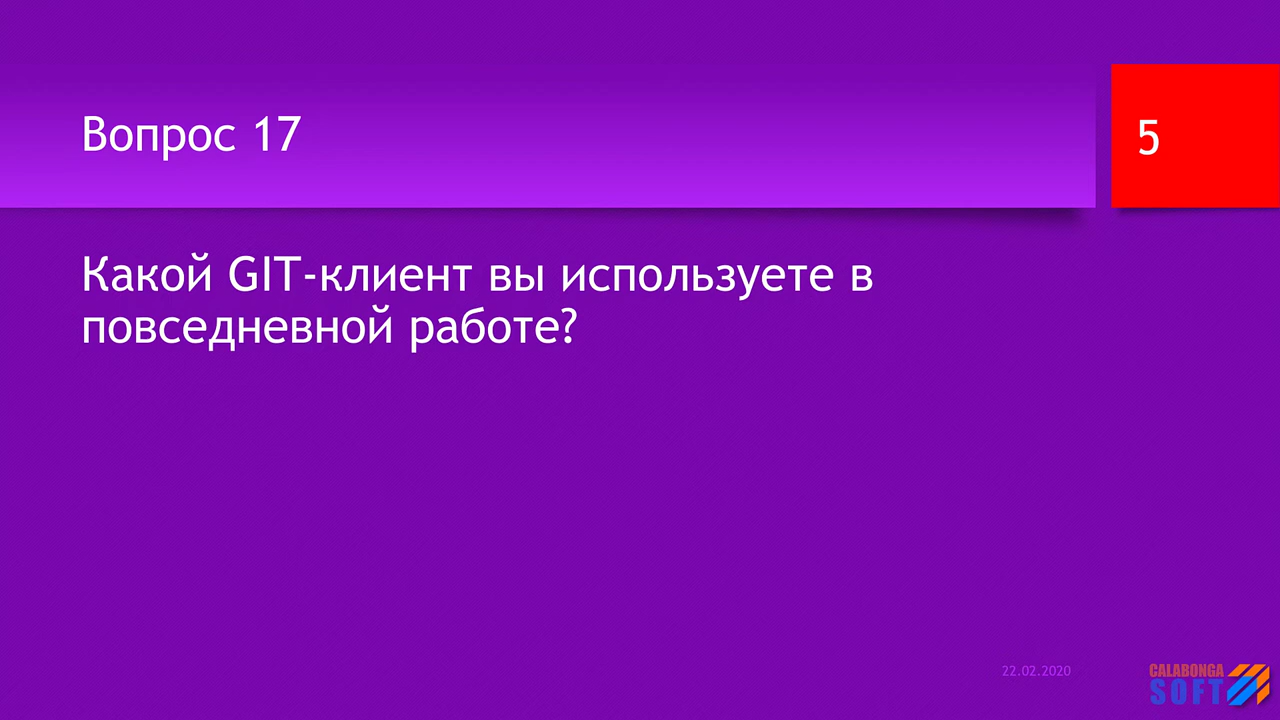 Вопрос 17
5
Какой GIT-клиент вы используете в
повседневной работе?
22.02.2020
CALABONGA
SOFT